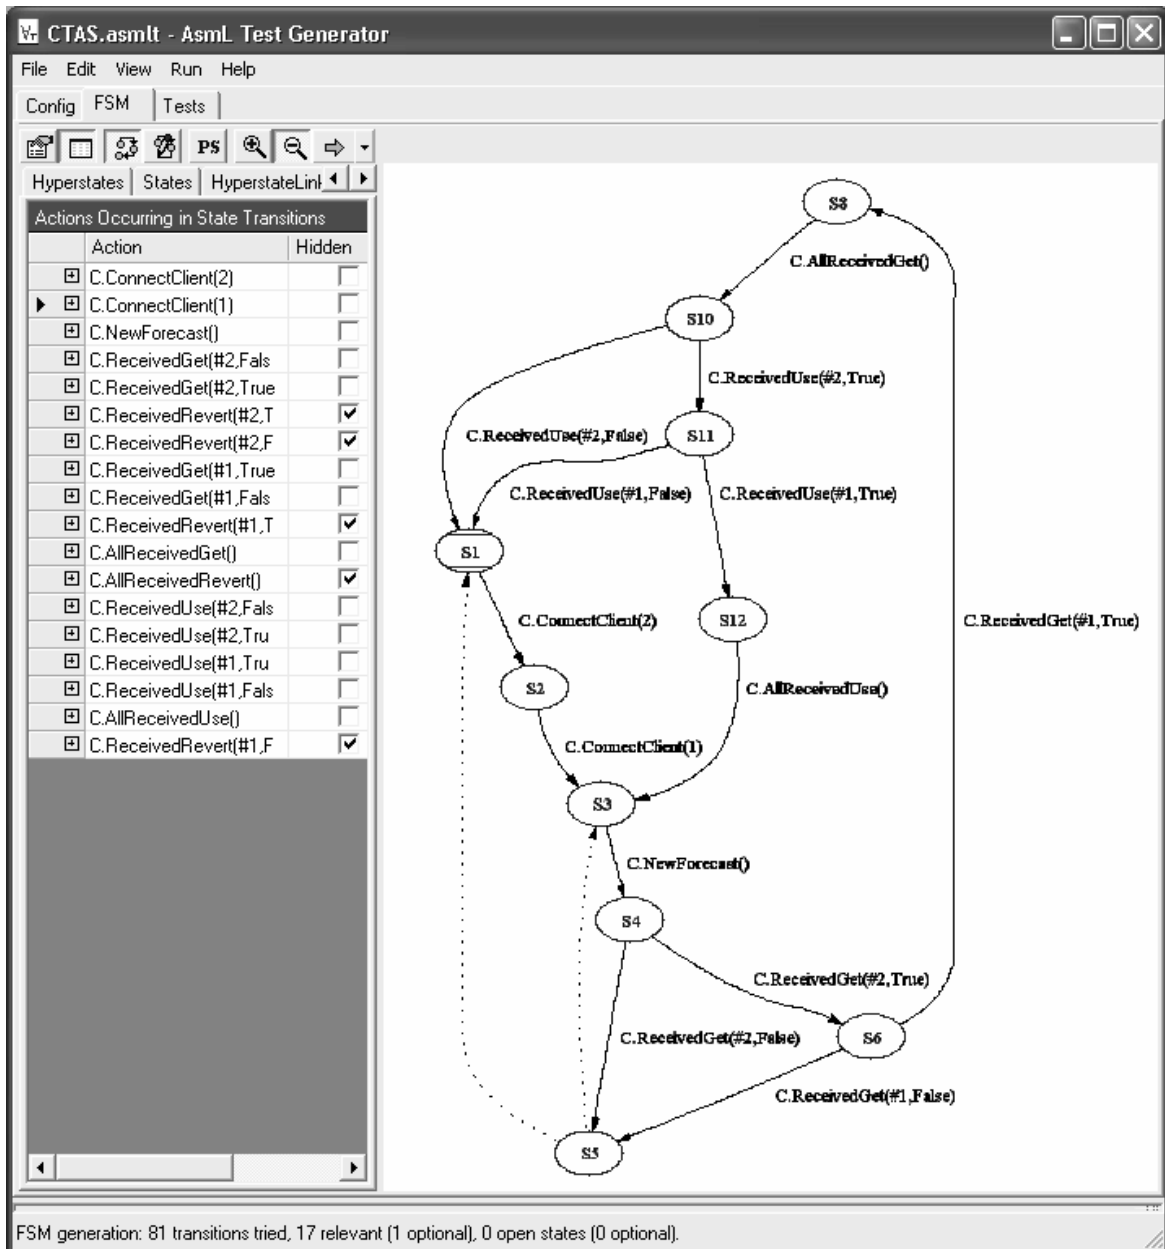 CTAS.asmlt - AsmL Test Generator
File Edit View Run Help
Config FSM Tests
PS
Hyperstates States HyperstateLinl
Actions Occurring in State Transitions
Action Hidden
C.ConnectClient(2)
C.ConnectClient(1)
C.NewForecast()
C.ReceivedGet(#2,Fals
C.ReceivedGet(#2,True
C.ReceivedRevert(#2,T
C.ReceivedRevert(#2,F
C.ReceivedGet(#1,True
C.ReceivedGet(#1,Fals
C.ReceivedRevert(#1,T
C.AllReceivedGet()
C.AllReceivedRevert()
C.ReceivedUse(#2,Fals
C.ReceivedUse(#2,Tru
C.ReceivedUse(#1,Tru
C.ReceivedUse(#1,Fals
C.AllReceivedUse()
C.ReceivedRevert(#1,F
S8
C.AllReceivedGet()
S10
C.ReceivedUse(#2,True)
C.ReceivedUse(#2,False)
S11
C.ReceivedUse(#1,False)
C.ReceivedUse(#1,True)
S1
C.ConnectClient(2)
S12
C.ReceivedGet(#1,True)
S2
C.AllReceivedUse()
C.ConnectClient(1)
S3
C.NewForecast()
S4
C.ReceivedGet(#2,True)
C.ReceivedGet(#2,False)
S6
C.ReceivedGet(#1,False)
S5
FSM generation: 81 transitions tried, 17 relevant (1 optional), 0 open states (0 optional).